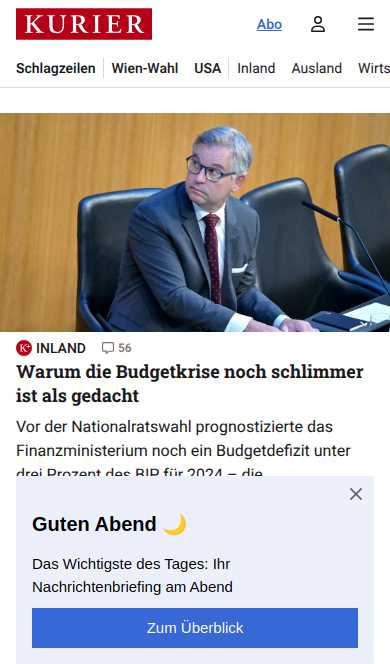 KURIER
Abo
Schlagzeilen Wien-Wahl USA Inland Ausland Wirts
K+ INLAND 56
Warum die Budgetkrise noch schlimmer
ist als gedacht
Vor der Nationalratswahl prognostizierte das
Finanzministerium noch ein Budgetdefizit unter
drei Prozent des BIP für 2024 – die
Guten Abend 🌙
Das Wichtigste des Tages: Ihr
Nachrichtenbriefing am Abend
Zum Überblick